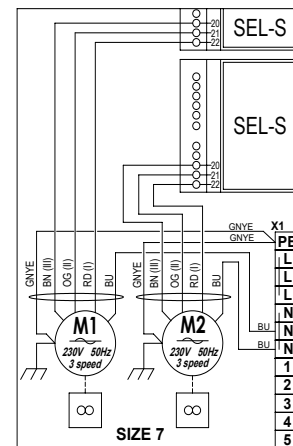 20
21
22
SEL-S
SEL-S
20
21
22
GNYE
GNYE
X1
PE
L
L
L
N
N
N
1
2
3
4
5
BU
BU
GNYE
BN (III)
OG (II)
RD (I)
BU
GNYE
BN (III)
OG (II)
RD (I)
BU
M1
230V 50Hz
3 speed
M2
230V 50Hz
3 speed
SIZE 7